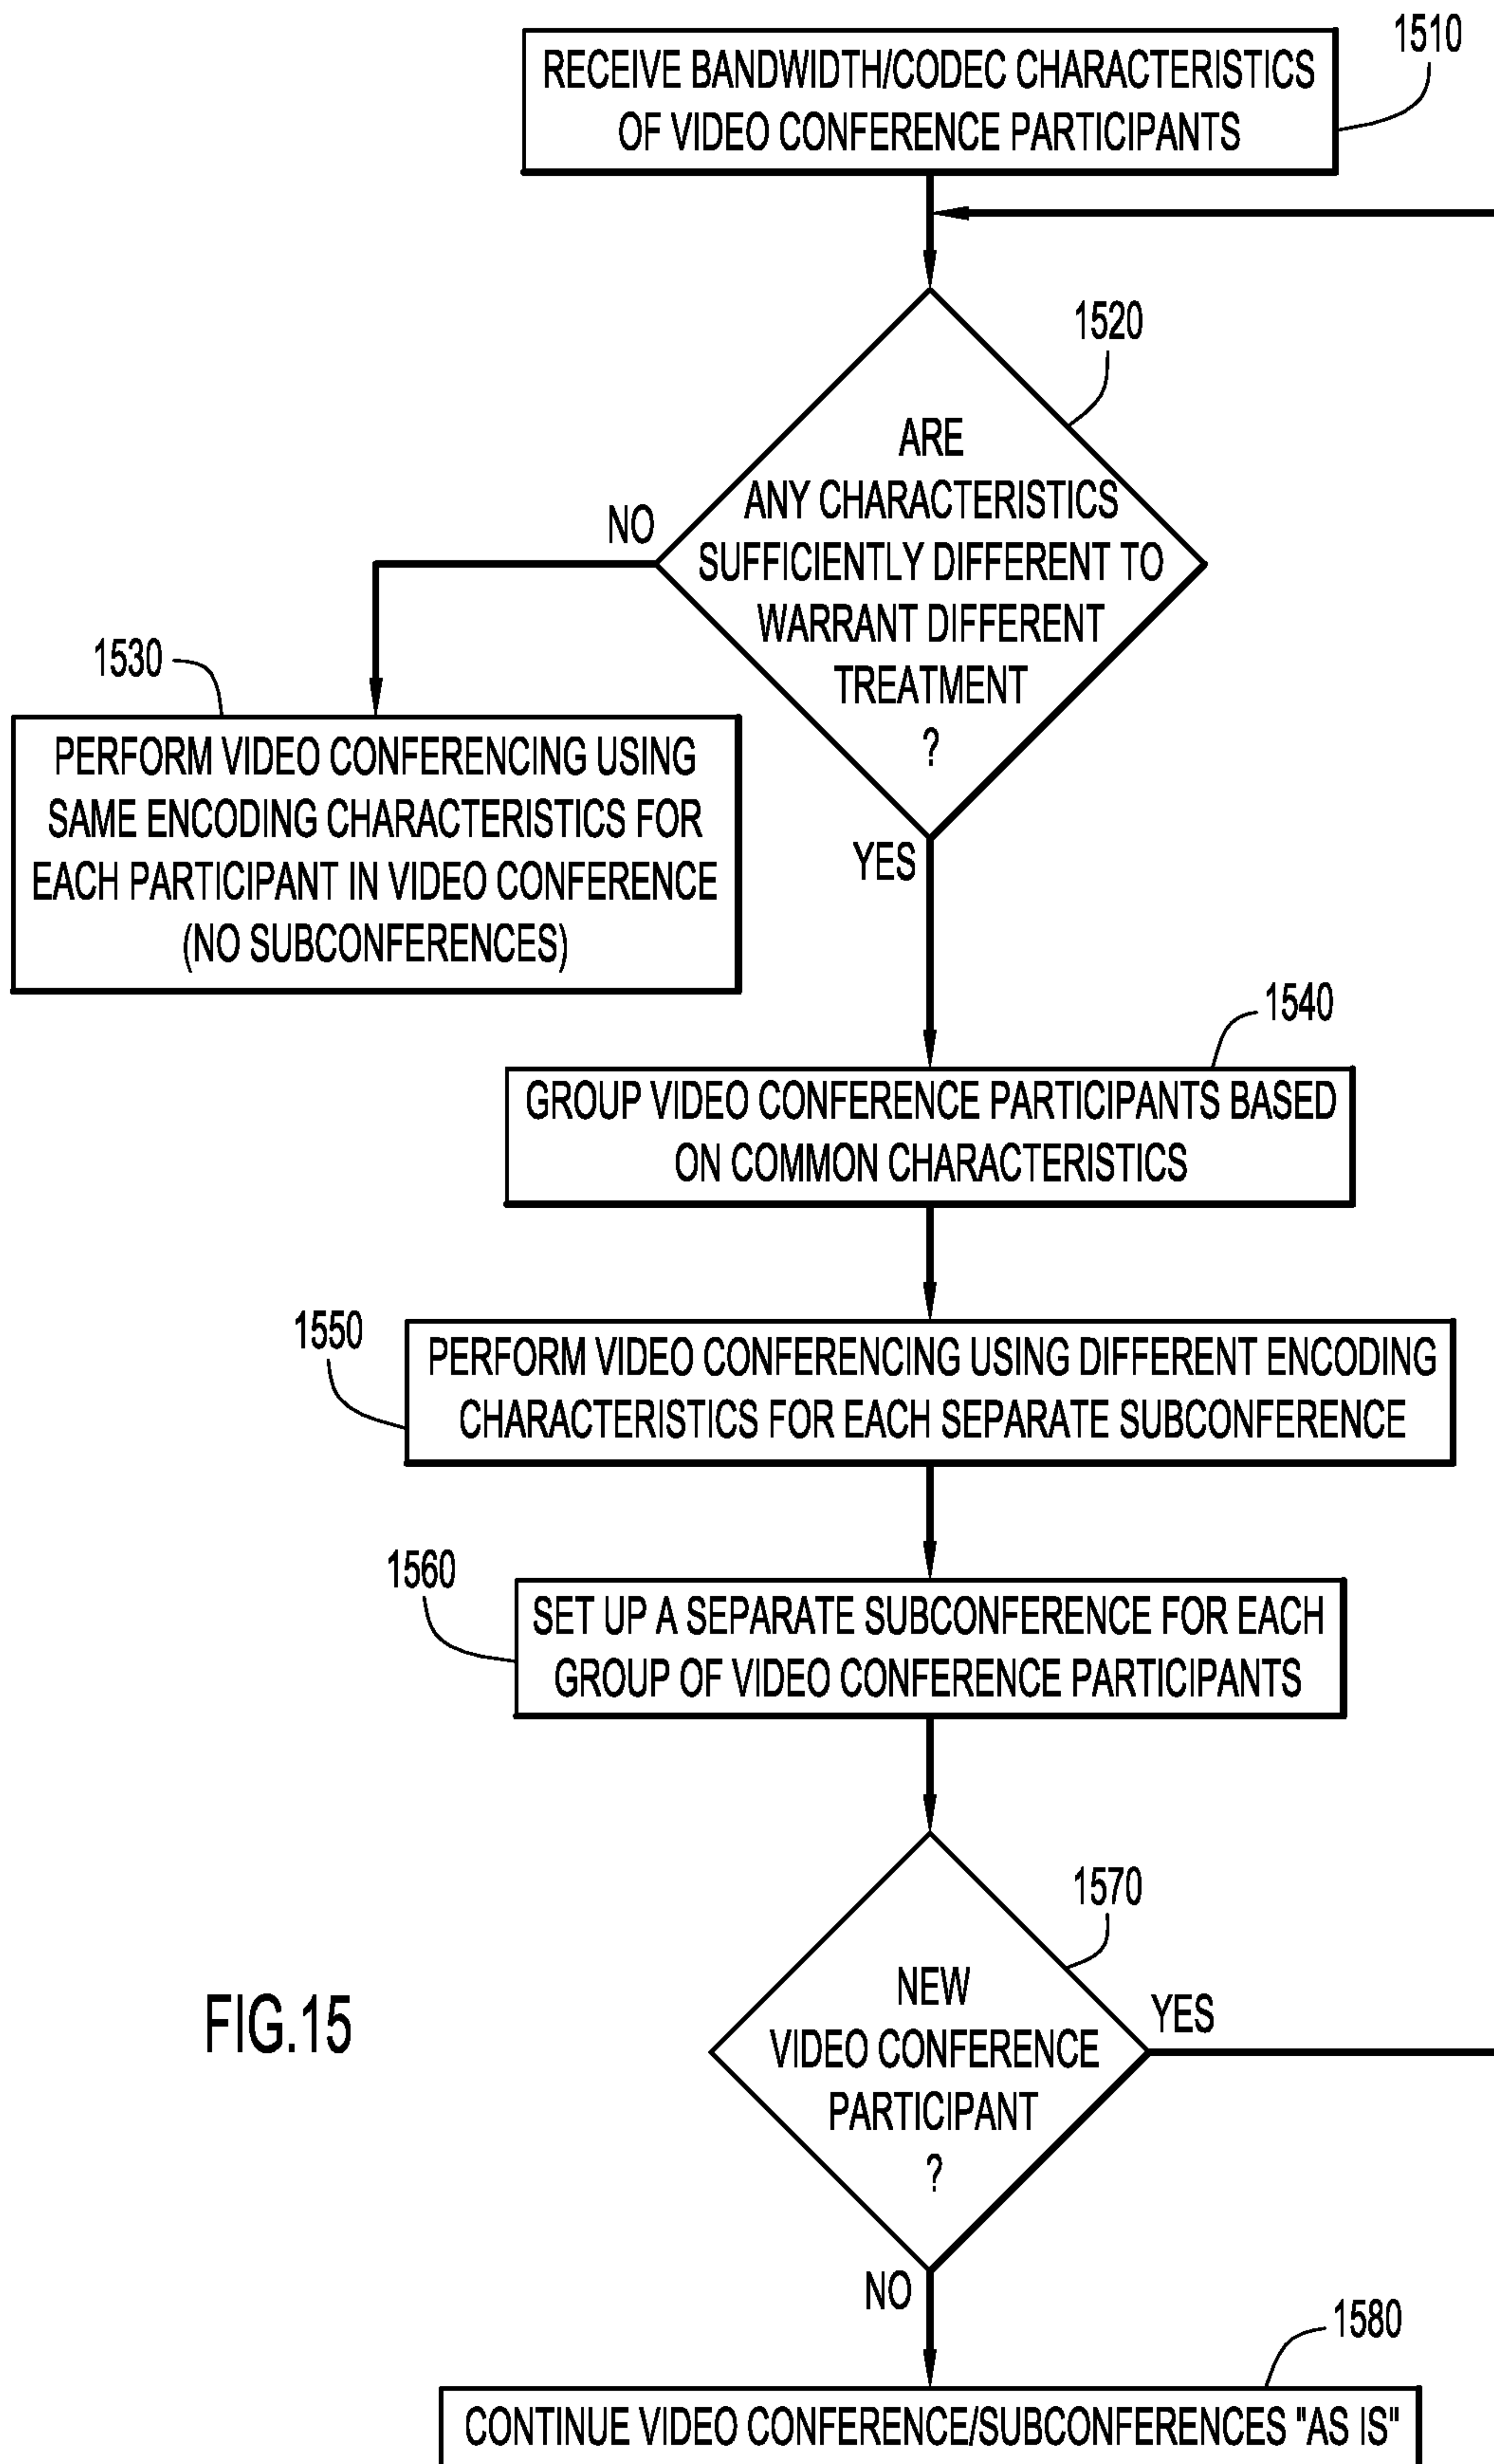 1510
RECEIVE BANDWIDTH/CODEC CHARACTERISTICS
OF VIDEO CONFERENCE PARTICIPANTS
1520
ARE
ANY CHARACTERISTICS
SUFFICIENTLY DIFFERENT TO
WARRANT DIFFERENT
TREATMENT
?
NO
1530
PERFORM VIDEO CONFERENCING USING
SAME ENCODING CHARACTERISTICS FOR
EACH PARTICIPANT IN VIDEO CONFERENCE
(NO SUBCONFERENCES)
YES
1540
GROUP VIDEO CONFERENCE PARTICIPANTS BASED
ON COMMON CHARACTERISTICS
1550
PERFORM VIDEO CONFERENCING USING DIFFERENT ENCODING
CHARACTERISTICS FOR EACH SEPARATE SUBCONFERENCE
1560
SET UP A SEPARATE SUBCONFERENCE FOR EACH
GROUP OF VIDEO CONFERENCE PARTICIPANTS
1570
NEW
VIDEO CONFERENCE
PARTICIPANT
?
YES
FIG.15
NO
1580
CONTINUE VIDEO CONFERENCE/SUBCONFERENCES "AS IS"